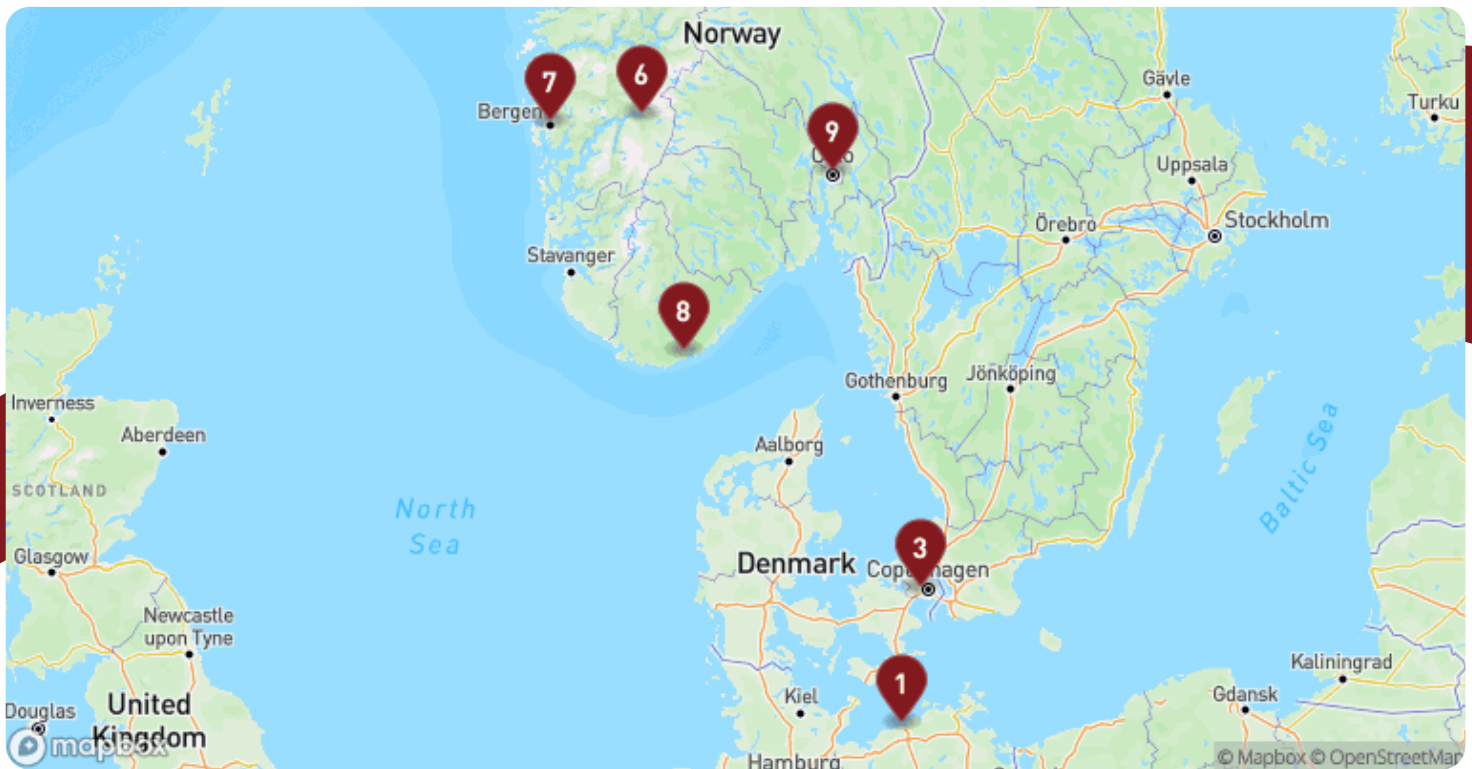 Norway
7
6
Bergen
9
Gävle
Turku
Uppsala
Örebro
Stockholm
Stavanger
8
Gothenburg
Jönköping
Inverness
Aberdeen
Aalborg
SCOTLAND
North
Sea
Baltic Sea
Glasgow
3
Denmark
Copenhagen
Newcastle
upon Tyne
Kaliningrad
1
Kiel
Gdansk
United
Kingdom
Douglas
mapbox
Hamburg
© Mapbox © OpenStreetMap